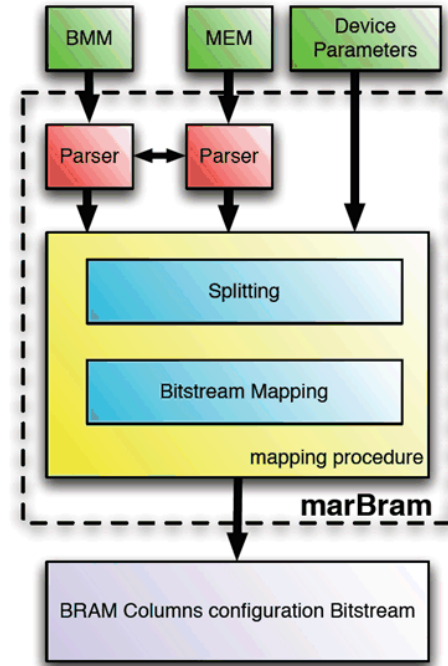 BMM
MEM
Device
Parameters
Parser
Parser
Splitting
Bitstream Mapping
mapping procedure
marBram
BRAM Columns configuration Bitstream